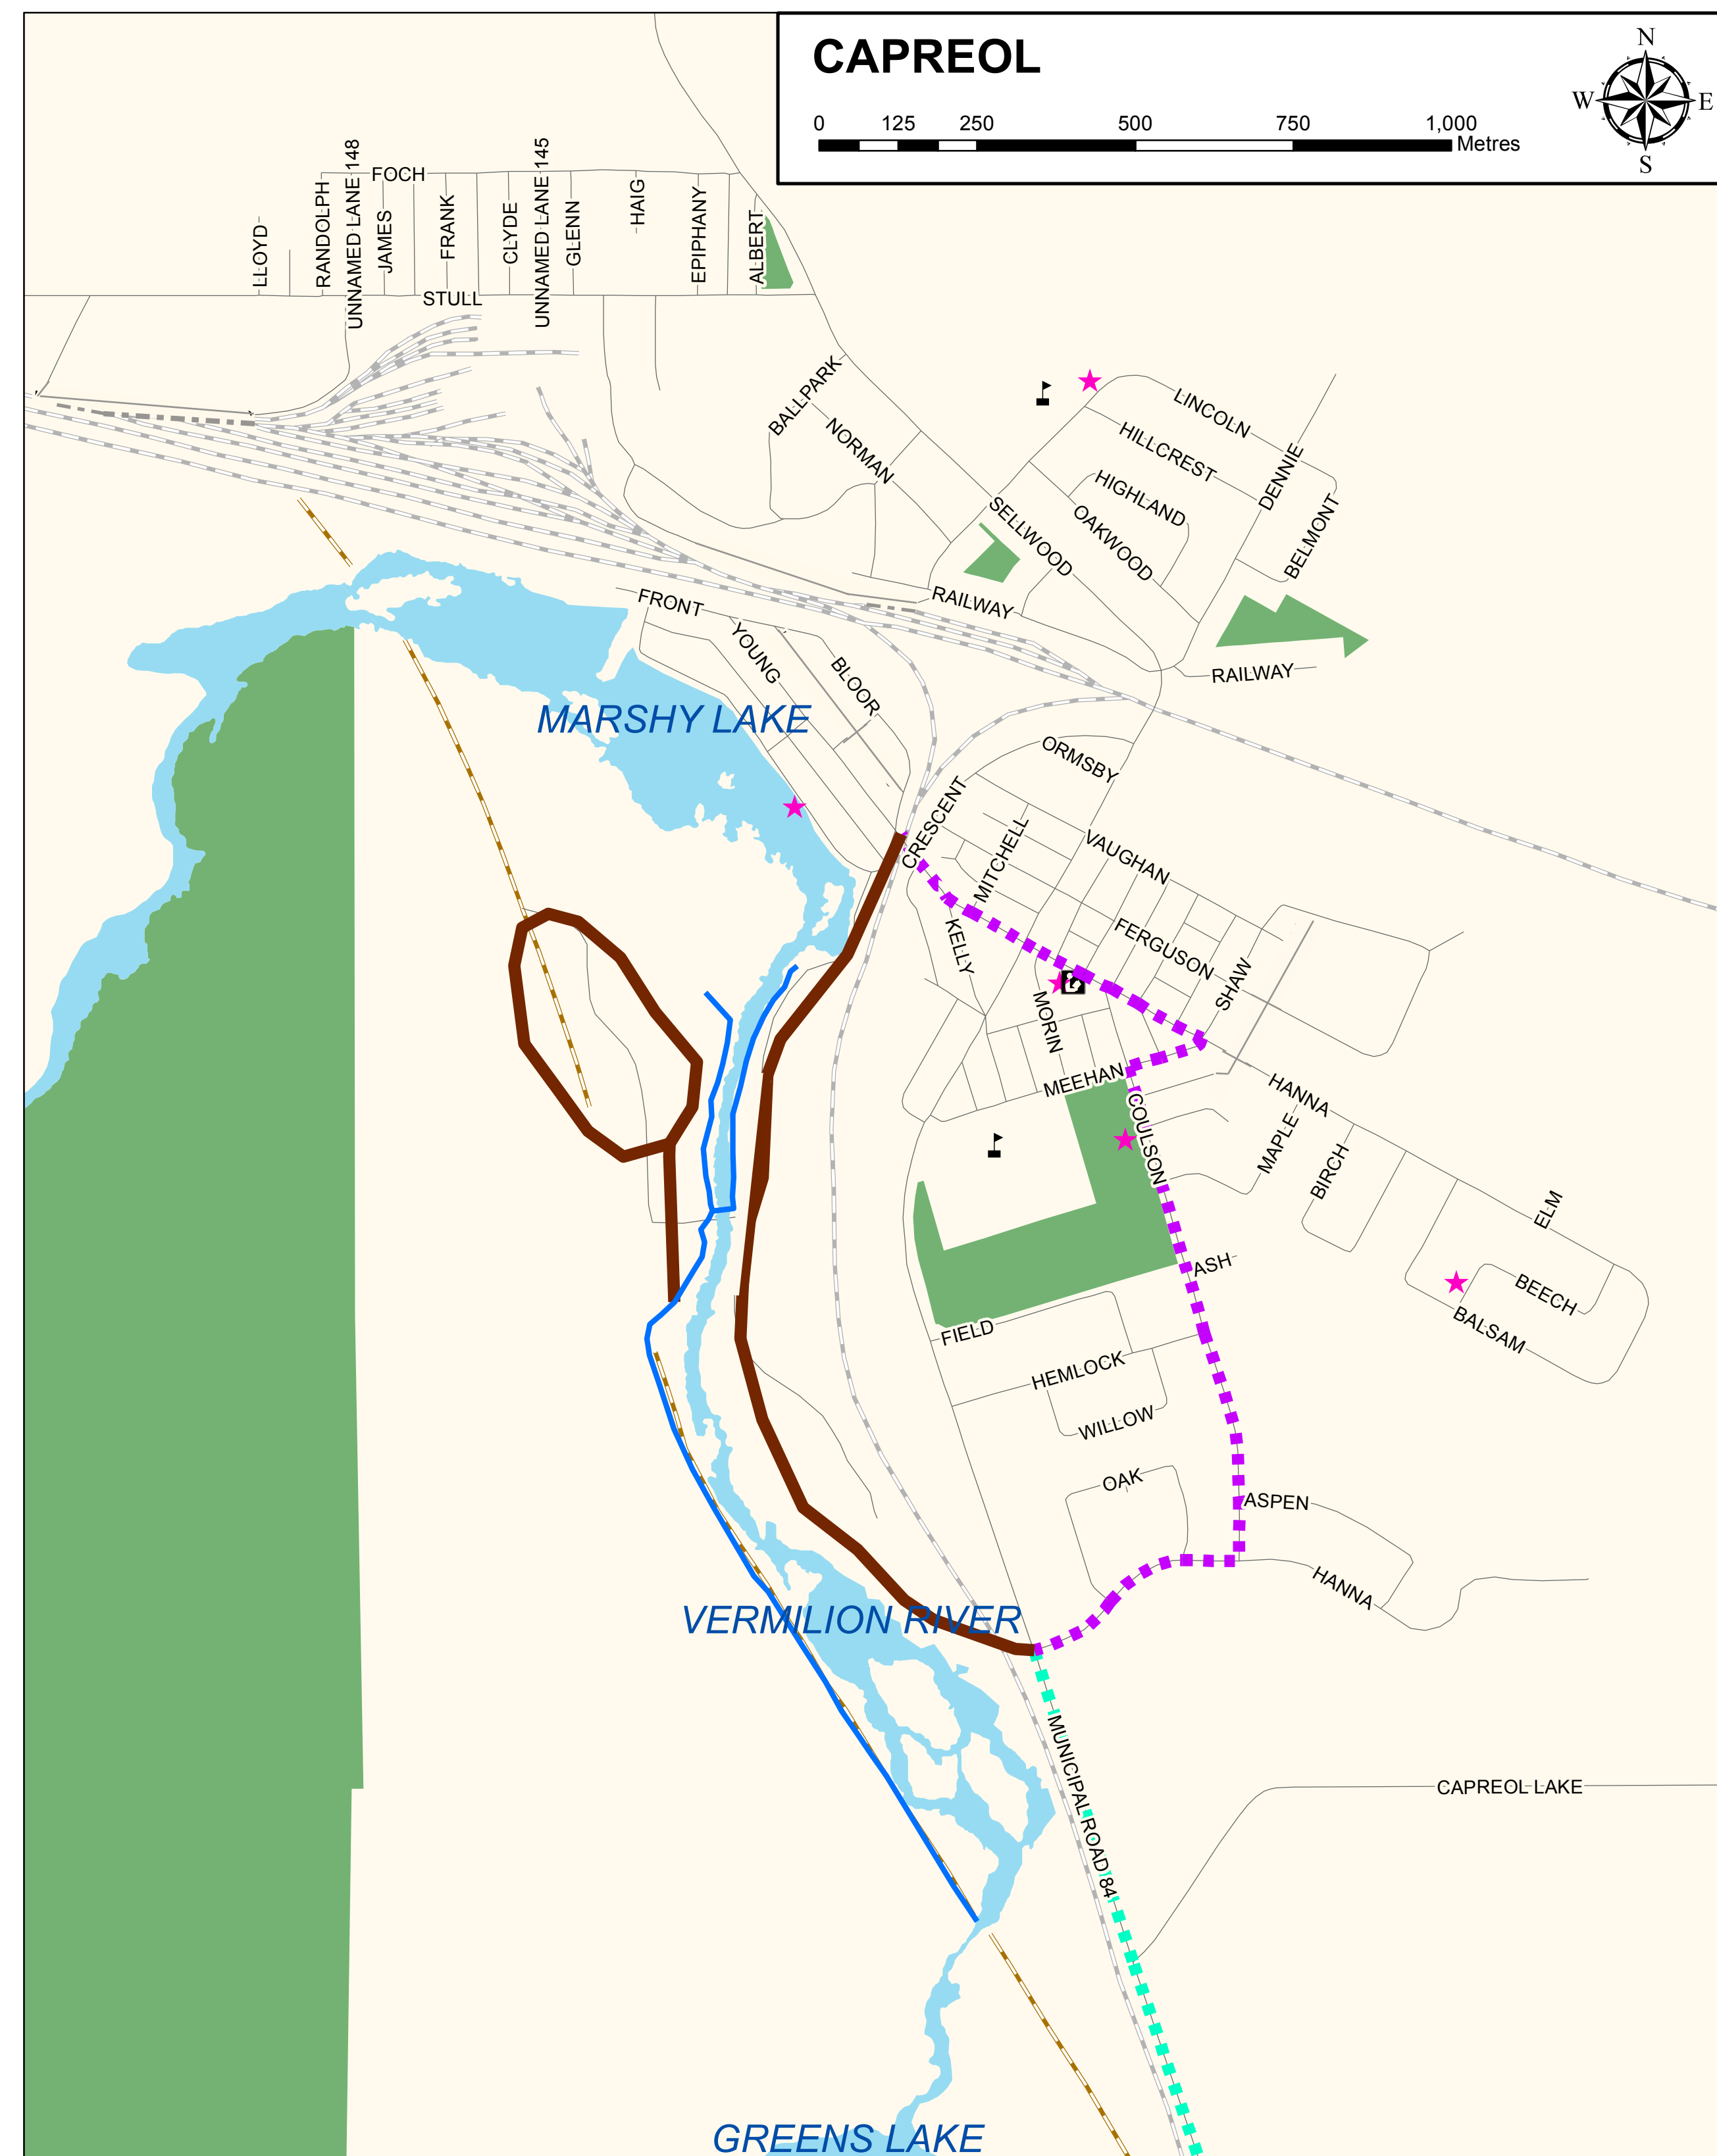 CAPREOL
0 125 250 500 750 1,000
Metres
N
W E
S
FOCH
LLOYD
RANDOLPH
UNNAMED LANE 148
JAMES
FRANK
CLYDE
UNNAMED LANE 145
GLENN
HAIG
EPIPHANY
ALBERT
STULL
BALLPARK
NORMAN
LINCOLN
HILLCREST
HIGHLAND
DENNIE
SELLWOOD
OAKWOOD
BELMONT
FRONT
RAILWAY
YOUNG
BLOOR
RAILWAY
MARSHY LAKE
ORMSBY
CRESCENT
MITCHELL
VAUGHAN
KELLY
FERGUSON
SHAW
MORIN
MEEHAN
HANNA
COULSON
MAPLE
BIRCH
ELM
ASH
BEECH
BALSAM
FIELD
HEMLOCK
WILLOW
OAK
ASPEN
HANNA
VERMILION RIVER
MUNICIPAL ROAD 84
CAPREOL LAKE
GREENS LAKE